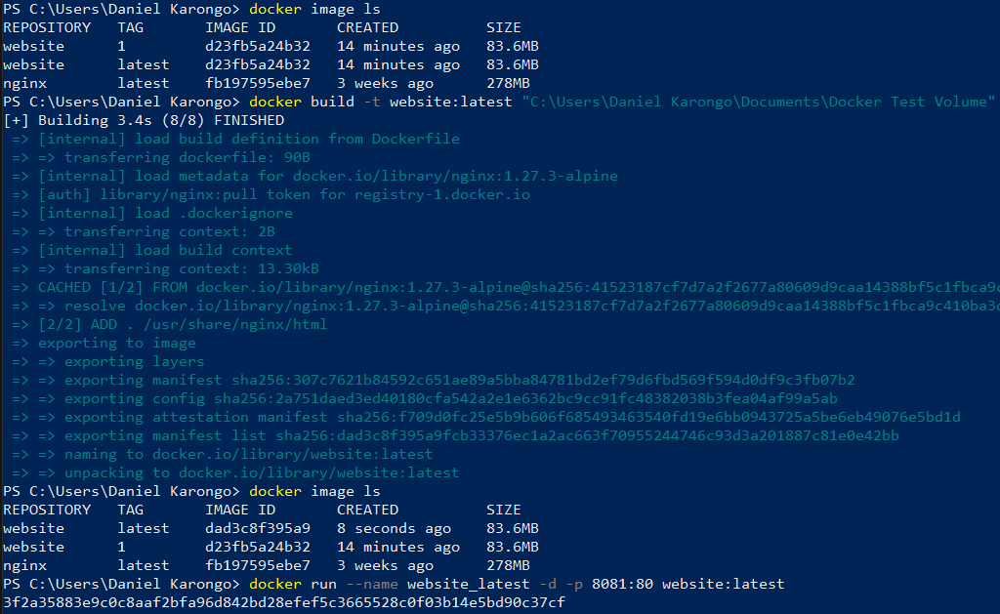 PS C:\Users\Daniel Karongo> docker image ls
REPOSITORY   TAG       IMAGE ID       CREATED          SIZE
website      1         d23fb5a24b32   14 minutes ago   83.6MB
website      latest    d23fb5a24b32   14 minutes ago   83.6MB
nginx        latest    fb197595ebe7   3 weeks ago      278MB
PS C:\Users\Daniel Karongo> docker build -t website:latest "C:\Users\Daniel Karongo\Documents\Docker Test Volume"
[+] Building 3.4s (8/8) FINISHED
 => [internal] load build definition from Dockerfile
 => => transferring dockerfile: 90B
 => [internal] load metadata for docker.io/library/nginx:1.27.3-alpine
 => [auth] library/nginx:pull token for registry-1.docker.io
 => [internal] load .dockerignore
 => => transferring context: 2B
 => [internal] load build context
 => => transferring context: 13.30kB
 => CACHED [1/2] FROM docker.io/library/nginx:1.27.3-alpine@sha256:41523187cf7d7a2f2677a80609d9caa14388bf5c1fbca9c
 => => resolve docker.io/library/nginx:1.27.3-alpine@sha256:41523187cf7d7a2f2677a80609d9caa14388bf5c1fbca9c410ba3c
 => [2/2] ADD . /usr/share/nginx/html
 => exporting to image
 => => exporting layers
 => => exporting manifest sha256:307c7621b84592c651ae89a5bba84781bd2ef79d6fbd569f594d0df9c3fb07b2
 => => exporting config sha256:2a751daed3ed40180cfa542a2e1e6362bc9cc91fc48382038b3fea04af99a5ab
 => => exporting attestation manifest sha256:f709d0fc25e5b9b606f685493463540fd19e6bb0943725a5be6eb49076e5bd1d
 => => exporting manifest list sha256:dad3c8f395a9fcb33376ec1a2ac663f70955244746c93d3a201887c81e0e42bb
 => => naming to docker.io/library/website:latest
 => => unpacking to docker.io/library/website:latest
PS C:\Users\Daniel Karongo> docker image ls
REPOSITORY   TAG       IMAGE ID       CREATED          SIZE
website      latest    dad3c8f395a9   8 seconds ago    83.6MB
website      1         d23fb5a24b32   14 minutes ago   83.6MB
nginx        latest    fb197595ebe7   3 weeks ago      278MB
PS C:\Users\Daniel Karongo> docker run --name website_latest -d -p 8081:80 website:latest
3f2a35883e9c0c8aaf2bfa96d842bd28efef5c3665528c0f03b14e5bd90c37cf